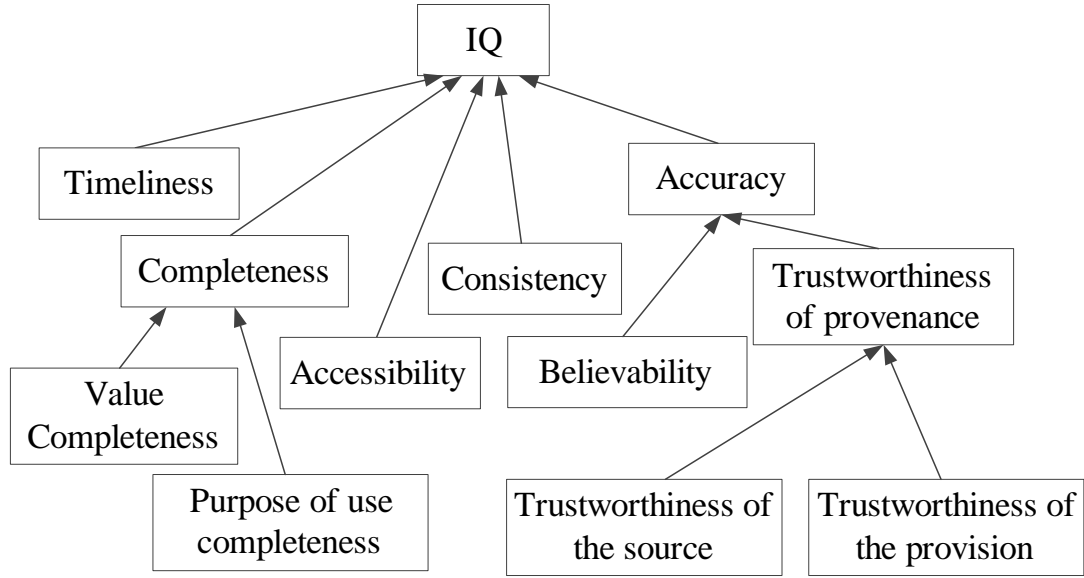 IQ
Timeliness
Accuracy
Completeness
Consistency
Trustworthiness
of provenance
Accessibility
Believability
Value
Completeness
Purpose of use
completeness
Trustworthiness of
the source
Trustworthiness of
the provision